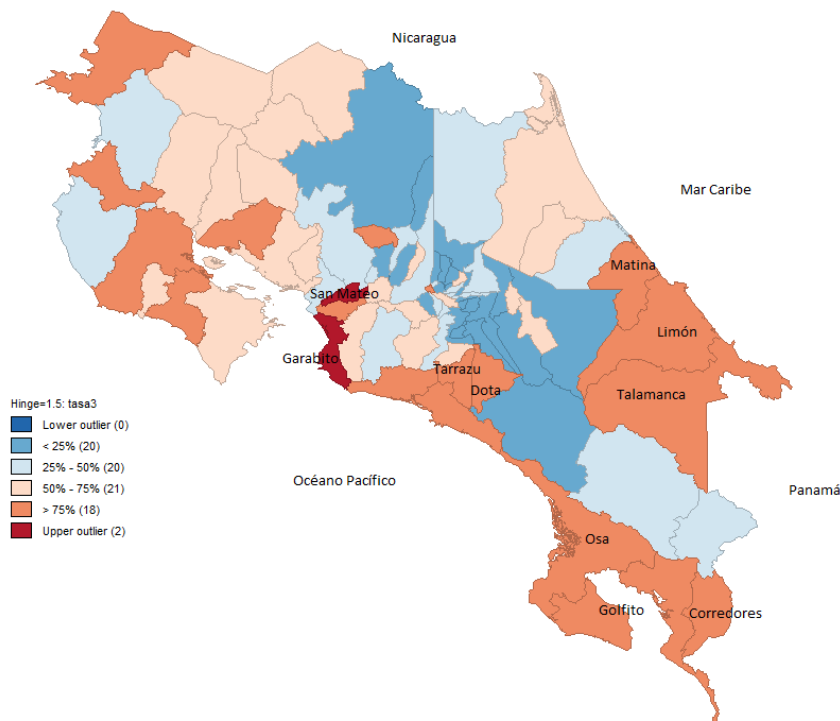 Nicaragua
Mar Caribe
Matina
San Mateo
Limón
Garabito
Tarrazu
Dota
Talamanca
Hinge=1.5: tasa3
Lower outlier (0)
< 25% (20)
25% - 50% (20)
50% - 75% (21)
> 75% (18)
Upper outlier (2)
Océano Pacífico
Panamá
Osa
Golfito
Corredores